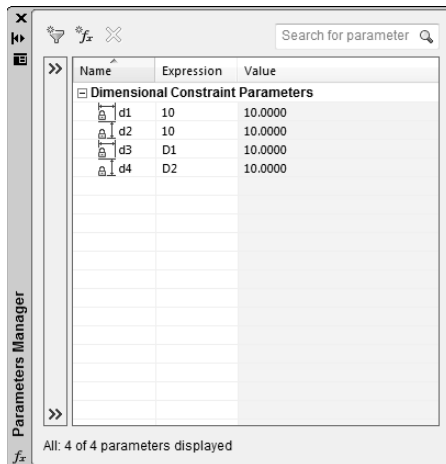 Search for parameter
Name Expression Value
Dimensional Constraint Parameters
d1 10 10.0000
d2 10 10.0000
d3 D1 10.0000
d4 D2 10.0000
All: 4 of 4 parameters displayed
Parameters Manager
fx